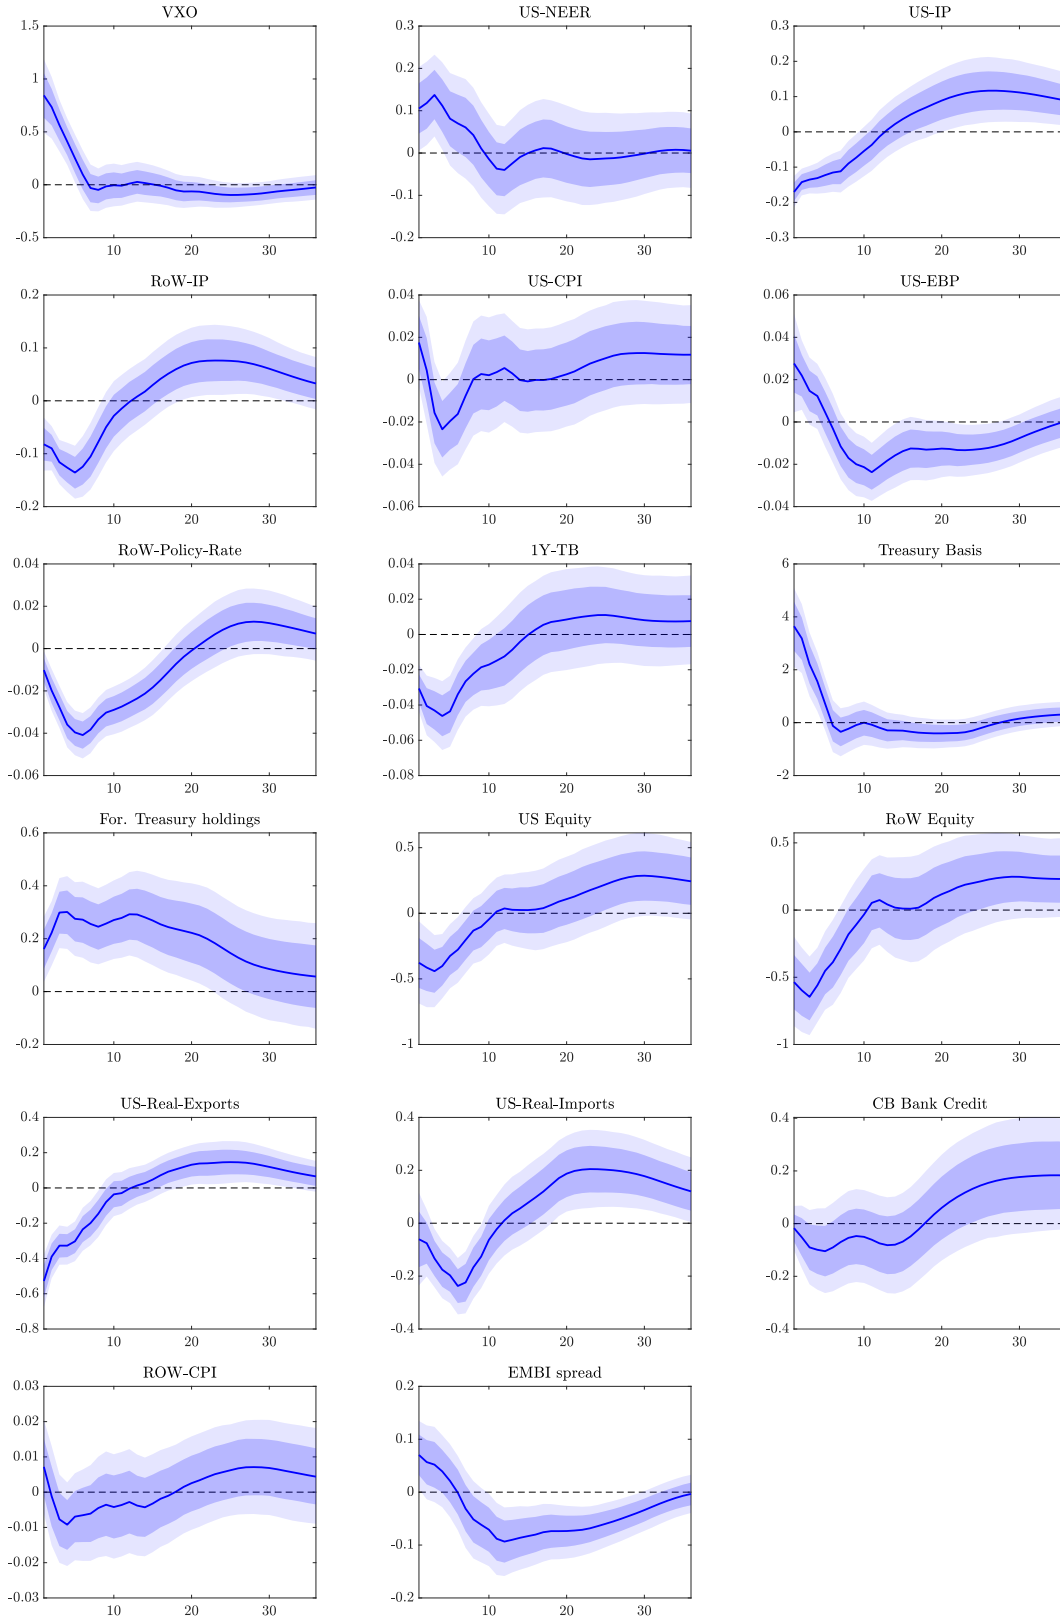 VXO
1.5
1
0.5
0
-0.5
10 20 30
US-NEER
0.3
0.2
0.1
0
-0.1
-0.2
10 20 30
US-IP
0.3
0.2
0.1
0
-0.1
-0.2
-0.3
10 20 30
RoW-IP
0.2
0.1
0
-0.1
-0.2
10 20 30
US-CPI
0.04
0.02
0
-0.02
-0.04
-0.06
10 20 30
US-EBP
0.06
0.04
0.02
0
-0.02
-0.04
10 20 30
RoW-Policy-Rate
0.04
0.02
0
-0.02
-0.04
-0.06
10 20 30
1Y-TB
0.04
0.02
0
-0.02
-0.04
-0.06
-0.08
10 20 30
Treasury Basis
6
4
2
0
-2
10 20 30
For. Treasury holdings
0.6
0.4
0.2
0
-0.2
10 20 30
US Equity
0.5
0
-0.5
-1
10 20 30
RoW Equity
0.5
0
-0.5
-1
10 20 30
US-Real-Exports
0.4
0.2
0
-0.2
-0.4
-0.6
-0.8
10 20 30
US-Real-Imports
0.4
0.2
0
-0.2
-0.4
10 20 30
CB Bank Credit
0.4
0.2
0
-0.2
-0.4
10 20 30
ROW-CPI
0.03
0.02
0.01
0
-0.01
-0.02
-0.03
10 20 30
EMBI spread
0.2
0.1
0
-0.1
-0.2
10 20 30